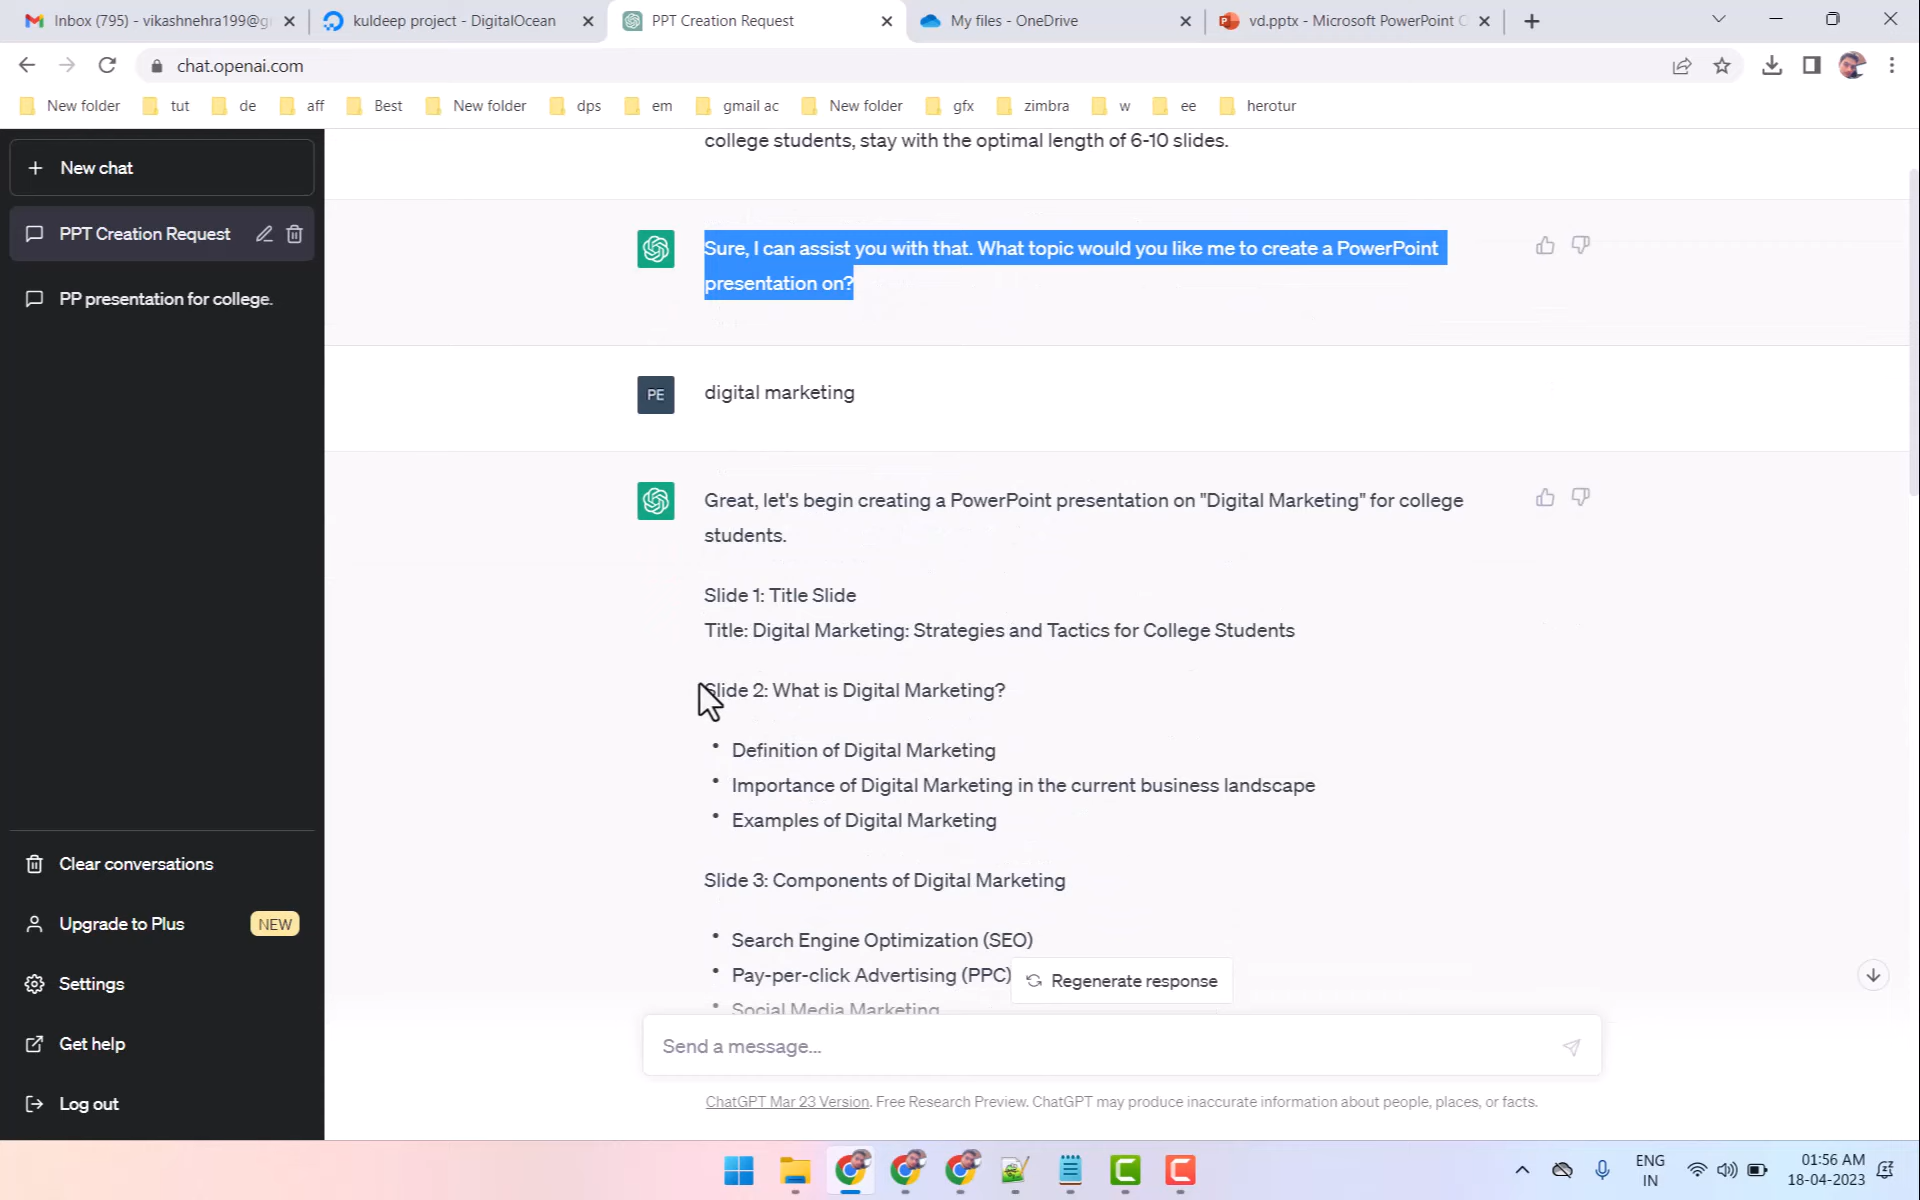 Inbox (795) - vikashnehra199@g
kuldeep project - DigitalOcean
PPT Creation Request
My files - OneDrive
vd.pptx - Microsoft PowerPoint
chat.openai.com
New folder
tut
de
aff
Best
New folder
dps
em
gmail ac
New folder
gfx
zimbra
w
ee
herotur
New chat
PPT Creation Request
PP presentation for college.
college students, stay with the optimal length of 6-10 slides.
Sure, I can assist you with that. What topic would you like me to create a PowerPoint
presentation on?
PE
digital marketing
Great, let's begin creating a PowerPoint presentation on "Digital Marketing" for college
students.
Slide 1: Title Slide
Title: Digital Marketing: Strategies and Tactics for College Students
Slide 2: What is Digital Marketing?
• Definition of Digital Marketing
• Importance of Digital Marketing in the current business landscape
• Examples of Digital Marketing
Slide 3: Components of Digital Marketing
• Search Engine Optimization (SEO)
• Pay-per-click Advertising (PPC)
• Social Media Marketing
Regenerate response
Send a message...
ChatGPT Mar 23 Version. Free Research Preview. ChatGPT may produce inaccurate information about people, places, or facts.
Clear conversations
Upgrade to Plus
NEW
Settings
Get help
Log out
ENG
IN
01:56 AM
18-04-2023